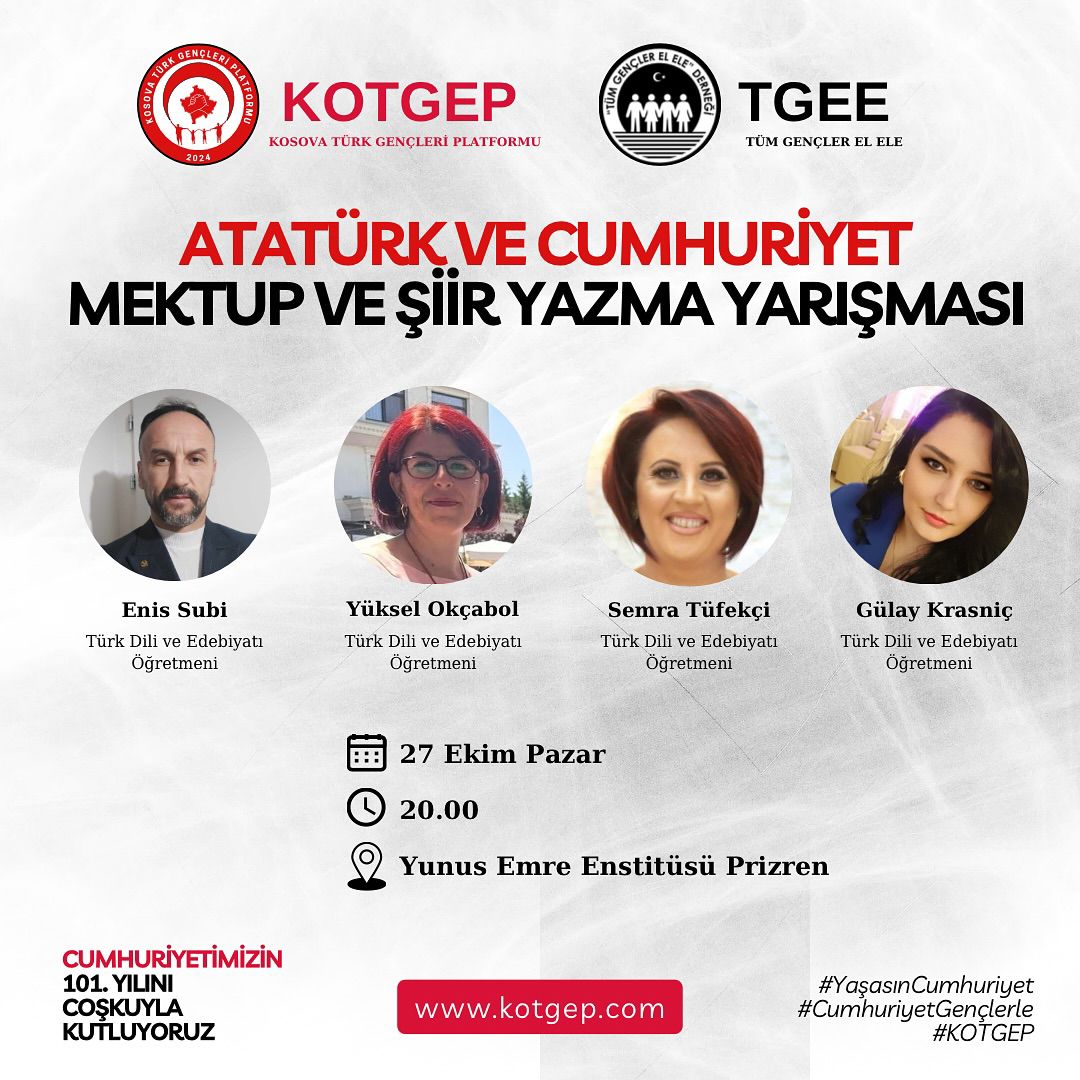 KOSOVA TÜRK GENÇLERİ PLATFORMU
2024
KOTGEP
KOSOVA TÜRK GENÇLERİ PLATFORMU
"TÜM GENÇLER EL ELE" DERNEĞİ
TGEE
TÜM GENÇLER EL ELE
ATATÜRK VE CUMHURİYET
MEKTUP VE ŞİİR YAZMA YARIŞMASI
Enis Subi
Türk Dili ve Edebiyatı
Öğretmeni
Yüksel Okçabol
Türk Dili ve Edebiyatı
Öğretmeni
Semra Tüfekçi
Türk Dili ve Edebiyatı
Öğretmeni
Gülay Krasniç
Türk Dili ve Edebiyatı
Öğretmeni
27 Ekim Pazar
20.00
Yunus Emre Enstitüsü Prizren
CUMHURİYETİMİZİN
101. YILINI
COŞKUYLA
KUTLUYORUZ
www.kotgep.com
#YaşasınCumhuriyet
#CumhuriyetGençlerle
#KOTGEP